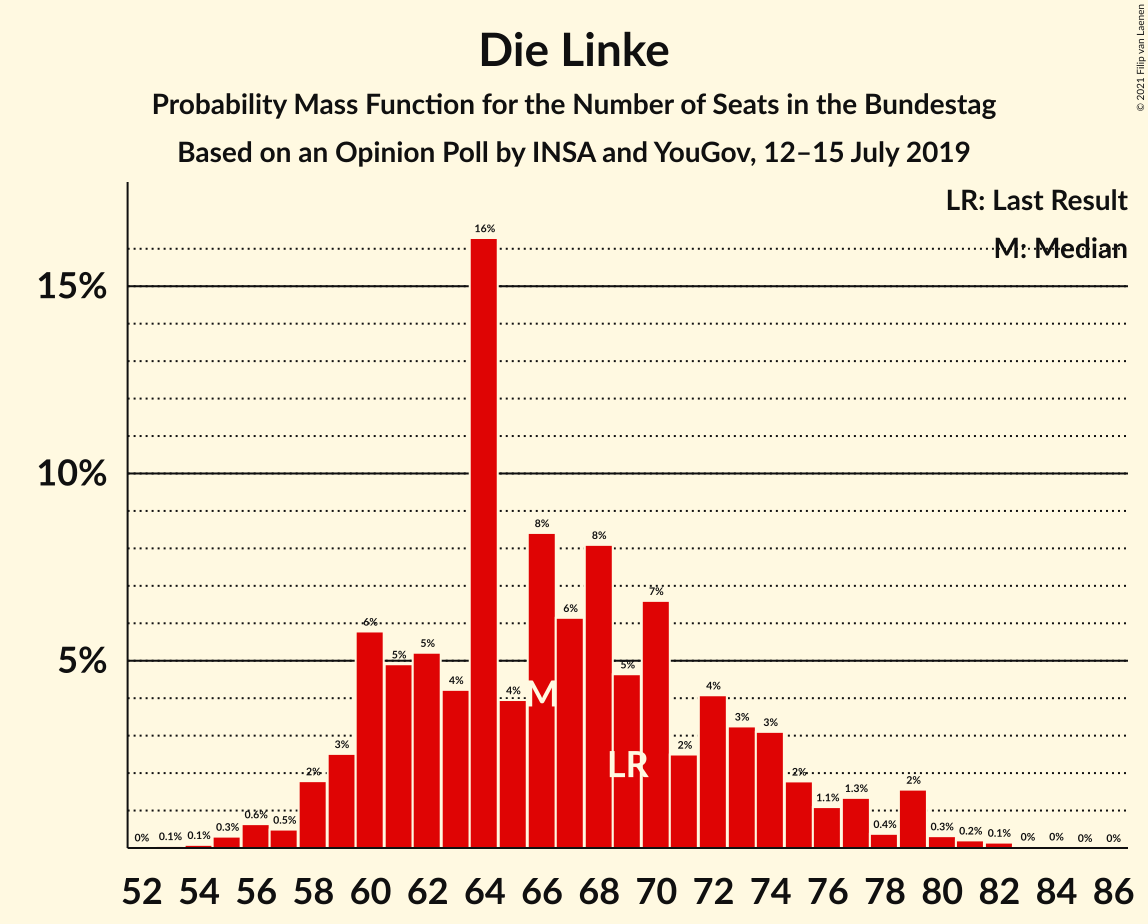 Die Linke
Probability Mass Function for the Number of Seats in the Bundestag
Based on an Opinion Poll by INSA and YouGov, 12–15 July 2019
© 2021 Filip van Laenen
LR: Last Result
M: Median
15%
10%
5%
0% 0.1% 0.1% 0.3% 0.6% 0.5% 2% 3% 6% 5% 5% 4% 16% 4% 8% 6% 8% 5% 7% 2% 4% 3% 3% 2% 1.1% 1.3% 0.4% 2% 0.3% 0.2% 0.1% 0% 0% 0% 0%
M
LR
52 54 56 58 60 62 64 66 68 70 72 74 76 78 80 82 84 86